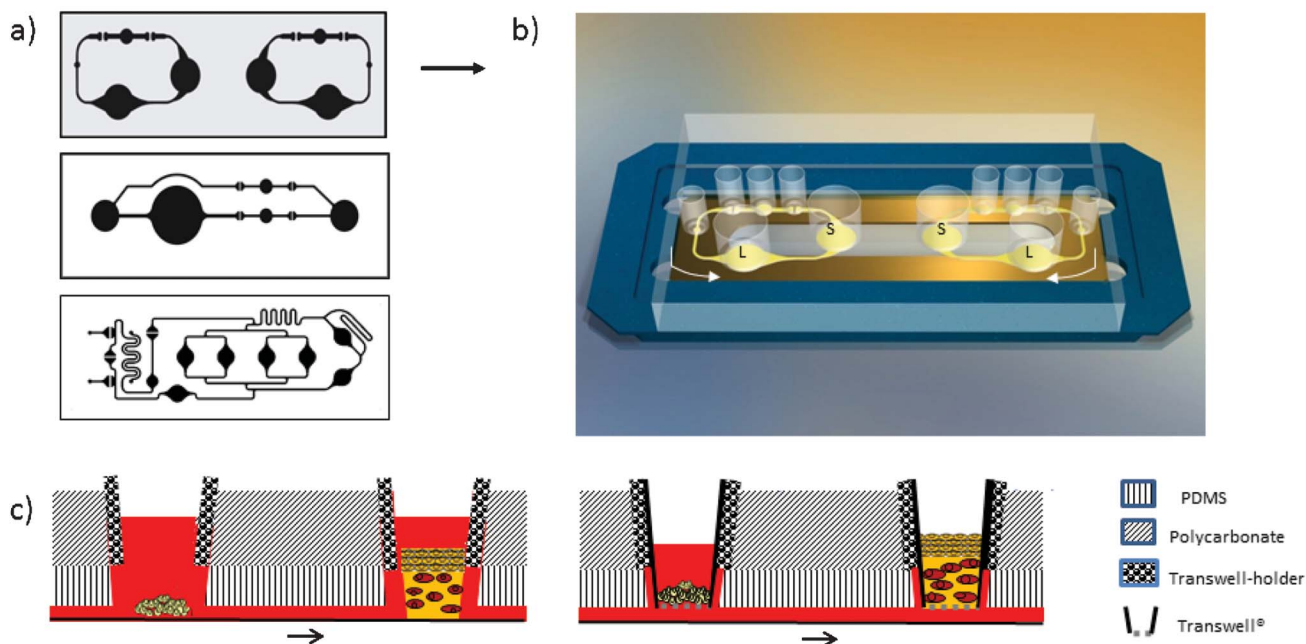 a)
b)
S
S
L
L
c)
PDMS
Polycarbonate
Transwell-holder
Transwell®